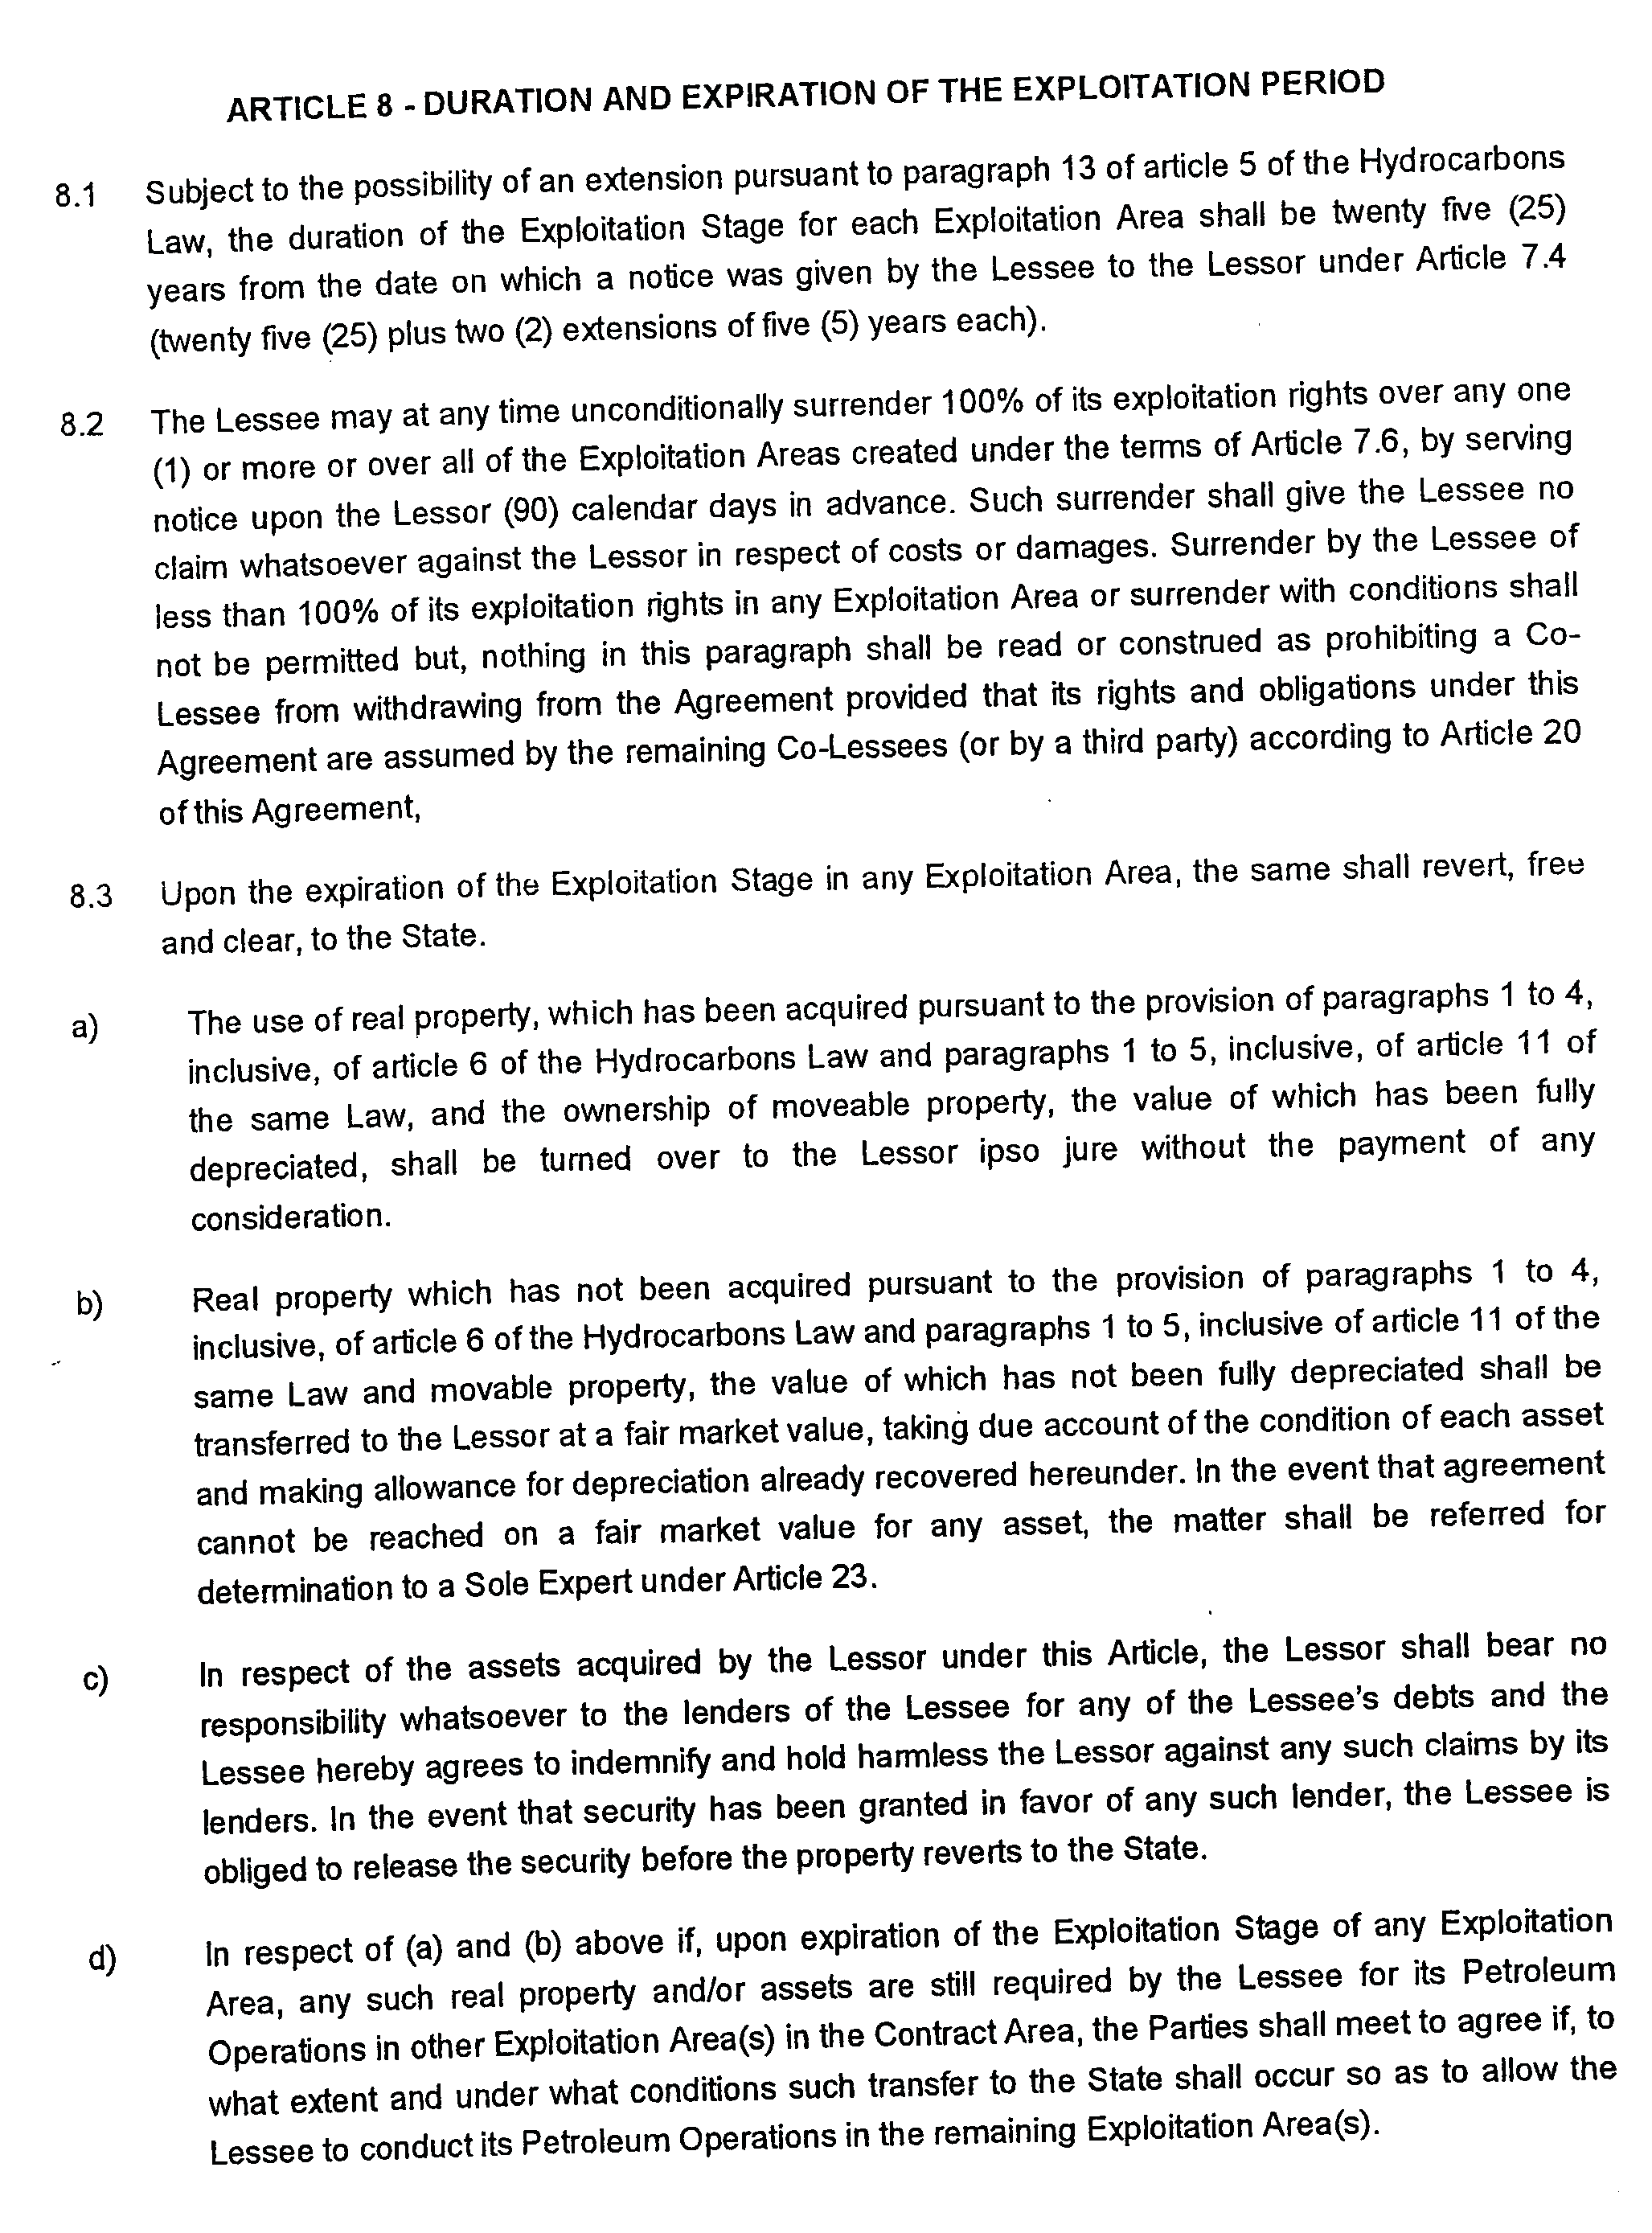 ARTICLE 8 - DURATION AND EXPIRATION OF THE EXPLOITATION PERIOD
8.1 Subject to the possibility of an extension pursuant to paragraph 13 of article 5 of the Hydrocarbons
Law, the duration of the Exploitation Stage for each Exploitation Area shall be twenty five (25)
years from the date on which a notice was given by the Lessee to the Lessor under Article 7.4
(twenty five (25) plus two (2) extensions of five (5) years each).
8.2 The Lessee may at any time unconditionally surrender 100% of its exploitation rights over any one
(1) or more or over all of the Exploitation Areas created under the terms of Article 7.6, by serving
notice upon the Lessor (90) calendar days in advance. Such surrender shall give the Lessee no
claim whatsoever against the Lessor in respect of costs or damages. Surrender by the Lessee of
less than 100% of its exploitation rights in any Exploitation Area or surrender with conditions shall
not be permitted but, nothing in this paragraph shall be read or construed as prohibiting a Co-
Lessee from withdrawing from the Agreement provided that its rights and obligations under this
Agreement are assumed by the remaining Co-Lessees (or by a third party) according to Article 20
of this Agreement,
8.3 Upon the expiration of the Exploitation Stage in any Exploitation Area, the same shall revert, free
and clear, to the State.
a) The use of real property, which has been acquired pursuant to the provision of paragraphs 1 to 4,
inclusive, of article 6 of the Hydrocarbons Law and paragraphs 1 to 5, inclusive, of article 11 of
the same Law, and the ownership of moveable property, the value of which has been fully
depreciated, shall be turned over to the Lessor ipso jure without the payment of any
consideration.
b) Real property which has not been acquired pursuant to the provision of paragraphs 1 to 4,
inclusive, of article 6 of the Hydrocarbons Law and paragraphs 1 to 5, inclusive of article 11 of the
same Law and movable property, the value of which has not been fully depreciated shall be
transferred to the Lessor at a fair market value, taking due account of the condition of each asset
and making allowance for depreciation already recovered hereunder. In the event that agreement
cannot be reached on a fair market value for any asset, the matter shall be referred for
determination to a Sole Expert under Article 23.
c) In respect of the assets acquired by the Lessor under this Article, the Lessor shall bear no
responsibility whatsoever to the lenders of the Lessee for any of the Lessee's debts and the
Lessee hereby agrees to indemnify and hold harmless the Lessor against any such claims by its
lenders. In the event that security has been granted in favor of any such lender, the Lessee is
obliged to release the security before the property reverts to the State.
d) In respect of (a) and (b) above if, upon expiration of the Exploitation Stage of any Exploitation
Area, any such real property and/or assets are still required by the Lessee for its Petroleum
Operations in other Exploitation Area(s) in the Contract Area, the Parties shall meet to agree if, to
what extent and under what conditions such transfer to the State shall occur so as to allow the
Lessee to conduct its Petroleum Operations in the remaining Exploitation Area(s).